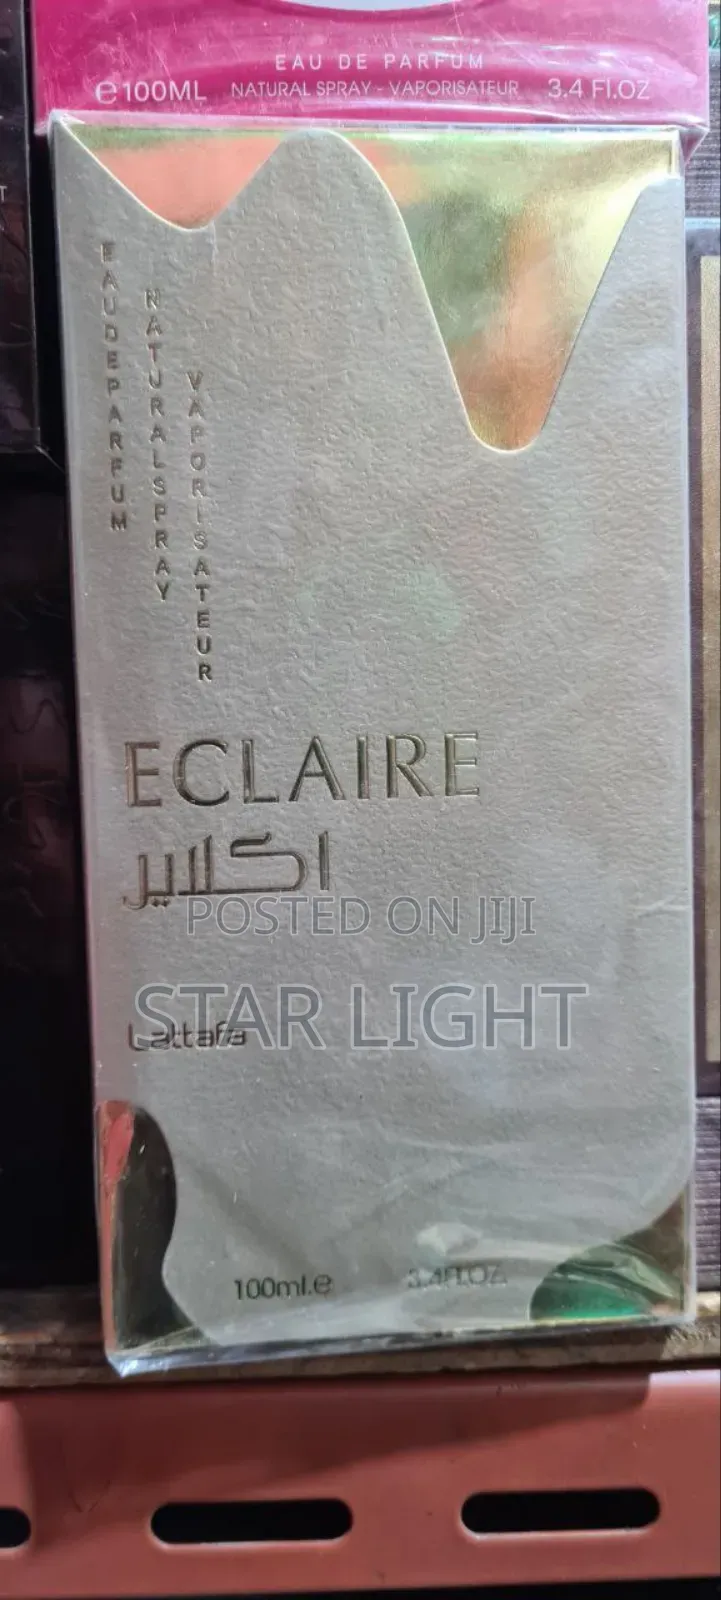 EAU DE PARFUM
e100ML NATURAL SPRAY - VAPORISATEUR 3.4 Fl.OZ
EAUDEPARFUM
NATURALSPRAY
VAPORISATEUR
ECLAIRE
اكلاير
POSTED ON JIJI
STAR LIGHT
Lattafa
100ml.e 3.4Fl.OZ